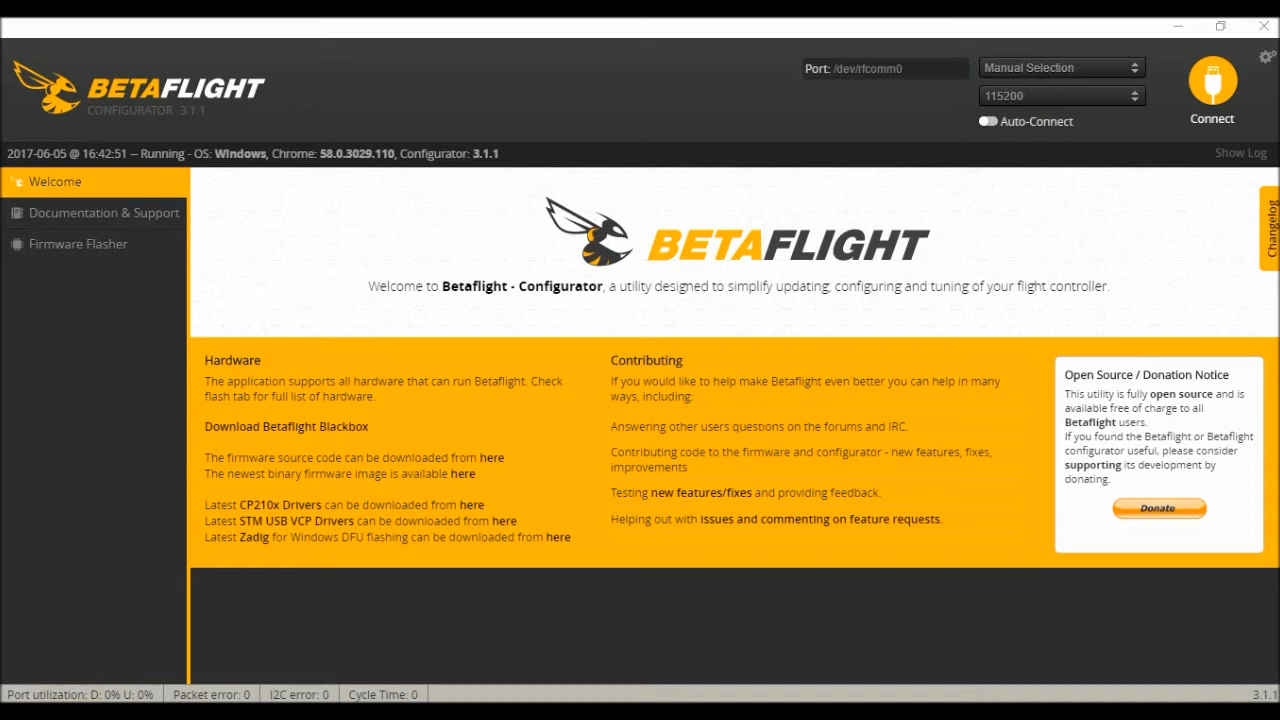 BETAFLIGHT
CONFIGURATOR 3.1.1
Port: /dev/rfcomm0
Manual Selection
115200
Auto-Connect
Connect
2017-06-05 @ 16:42:51 -- Running - OS: Windows, Chrome: 58.0.3029.110, Configurator: 3.1.1
Show Log
Welcome
Documentation & Support
Firmware Flasher
BETAFLIGHT
Welcome to Betaflight - Configurator, a utility designed to simplify updating, configuring and tuning of your flight controller.
Changelog
Hardware
The application supports all hardware that can run Betaflight. Check
flash tab for full list of hardware.
Download Betaflight Blackbox
The firmware source code can be downloaded from here
The newest binary firmware image is available here
Latest CP210x Drivers can be downloaded from here
Latest STM USB VCP Drivers can be downloaded from here
Latest Zadig for Windows DFU flashing can be downloaded from here
Contributing
If you would like to help make Betaflight even better you can help in many
ways, including:
Answering other users questions on the forums and IRC.
Contributing code to the firmware and configurator - new features, fixes,
improvements
Testing new features/fixes and providing feedback.
Helping out with issues and commenting on feature requests.
Open Source / Donation Notice
This utility is fully open source and is
available free of charge to all
Betaflight users.
If you found the Betaflight or Betaflight
configurator useful, please consider
supporting its development by
donating.
Donate
Port utilization: D: 0% U: 0%
Packet error: 0
I2C error: 0
Cycle Time: 0
3.1.1